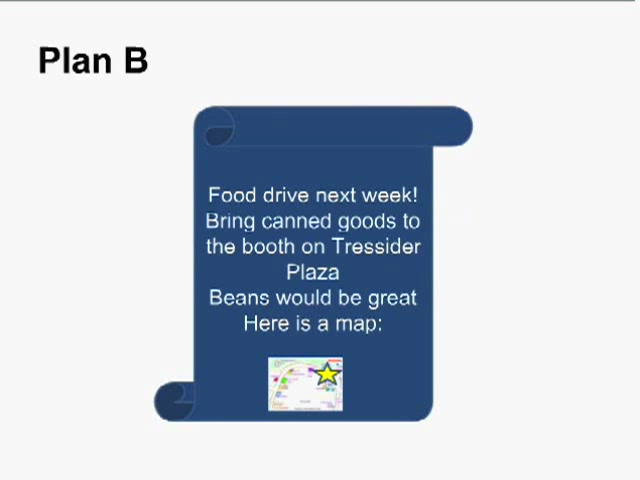 Plan B
Food drive next week!
Bring canned goods to
the booth on Tressider
Plaza
Beans would be great
Here is a map: